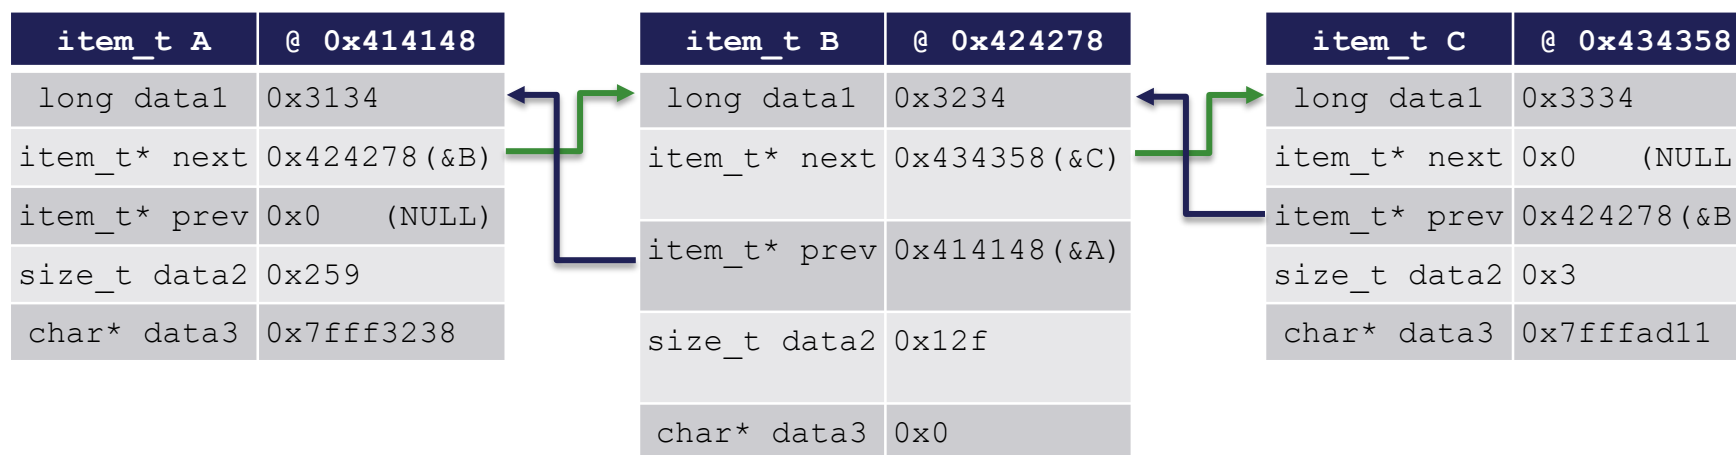 item_t A @ 0x414148
long data1 0x3134
item_t* next 0x424278(&B)
item_t* prev 0x0 (NULL)
size_t data2 0x259
char* data3 0x7fff3238
item_t B @ 0x424278
long data1 0x3234
item_t* next 0x434358(&C)
item_t* prev 0x414148(&A)
size_t data2 0x12f
char* data3 0x0
item_t C @ 0x434358
long data1 0x3334
item_t* next 0x0 (NULL
item_t* prev 0x424278(&B
size_t data2 0x3
char* data3 0x7fffad11